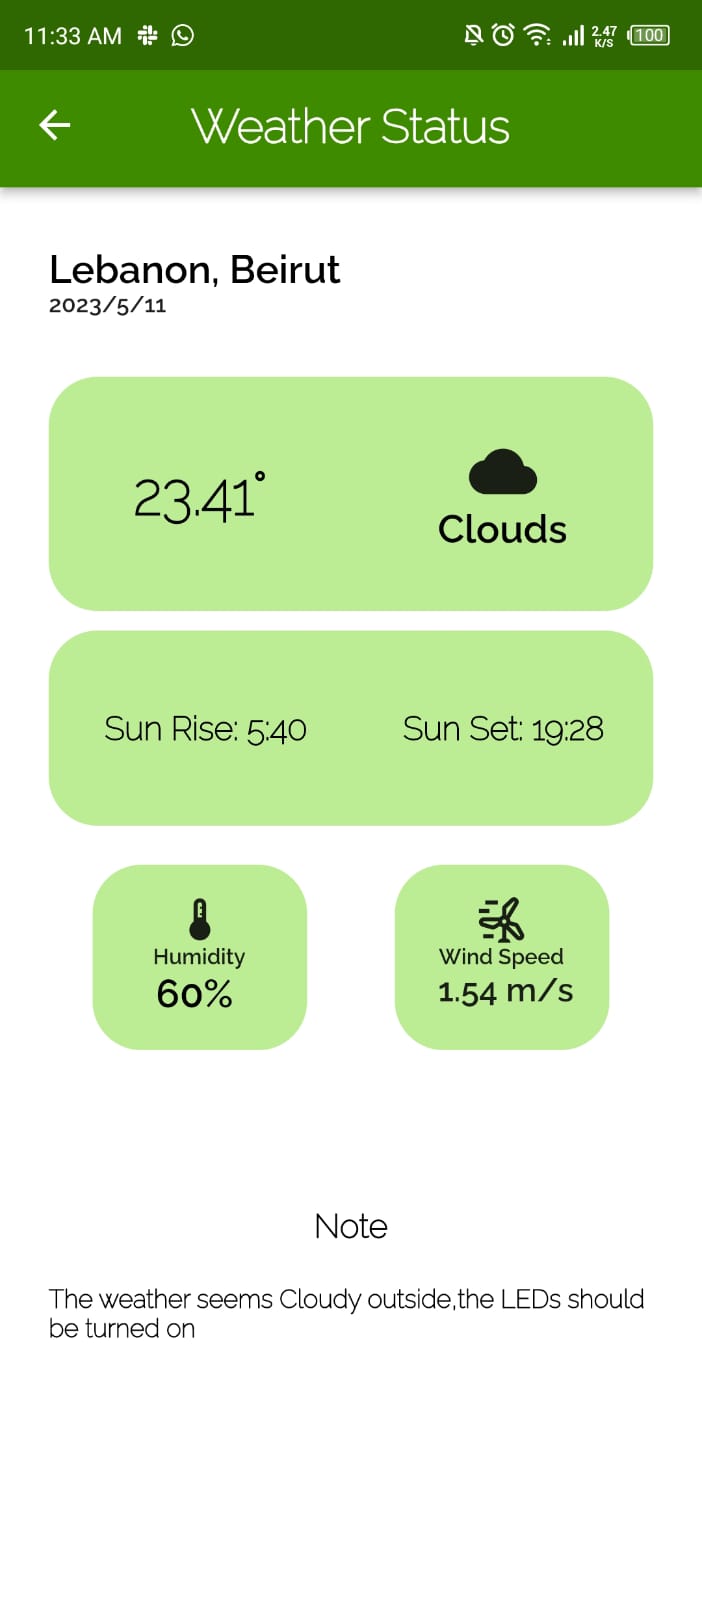 11:33 AM
2.47
K/S
100
Weather Status
Lebanon, Beirut
2023/5/11
23.41°
Clouds
Sun Rise: 5:40
Sun Set: 19:28
Humidity
60%
Wind Speed
1.54 m/s
Note
The weather seems Cloudy outside,the LEDs should
be turned on